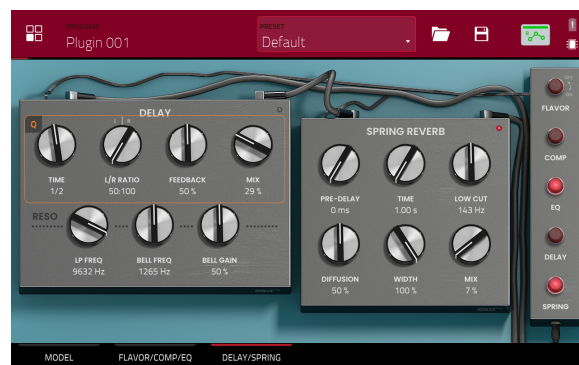 PROGRAM
Plugin 001
PRESET
Default
DELAY
Q
L | R
TIME
1/2
L/R RATIO
50:100
FEEDBACK
50 %
MIX
29 %
RESO
LP FREQ
9632 Hz
BELL FREQ
1265 Hz
BELL GAIN
50 %
SPRING REVERB
PRE-DELAY
0 ms
TIME
1.00 s
LOW CUT
143 Hz
DIFFUSION
50 %
WIDTH
100 %
MIX
7 %
FLAVOR
COMP
EQ
DELAY
SPRING
MODEL
FLAVOR/COMP/EQ
DELAY/SPRING